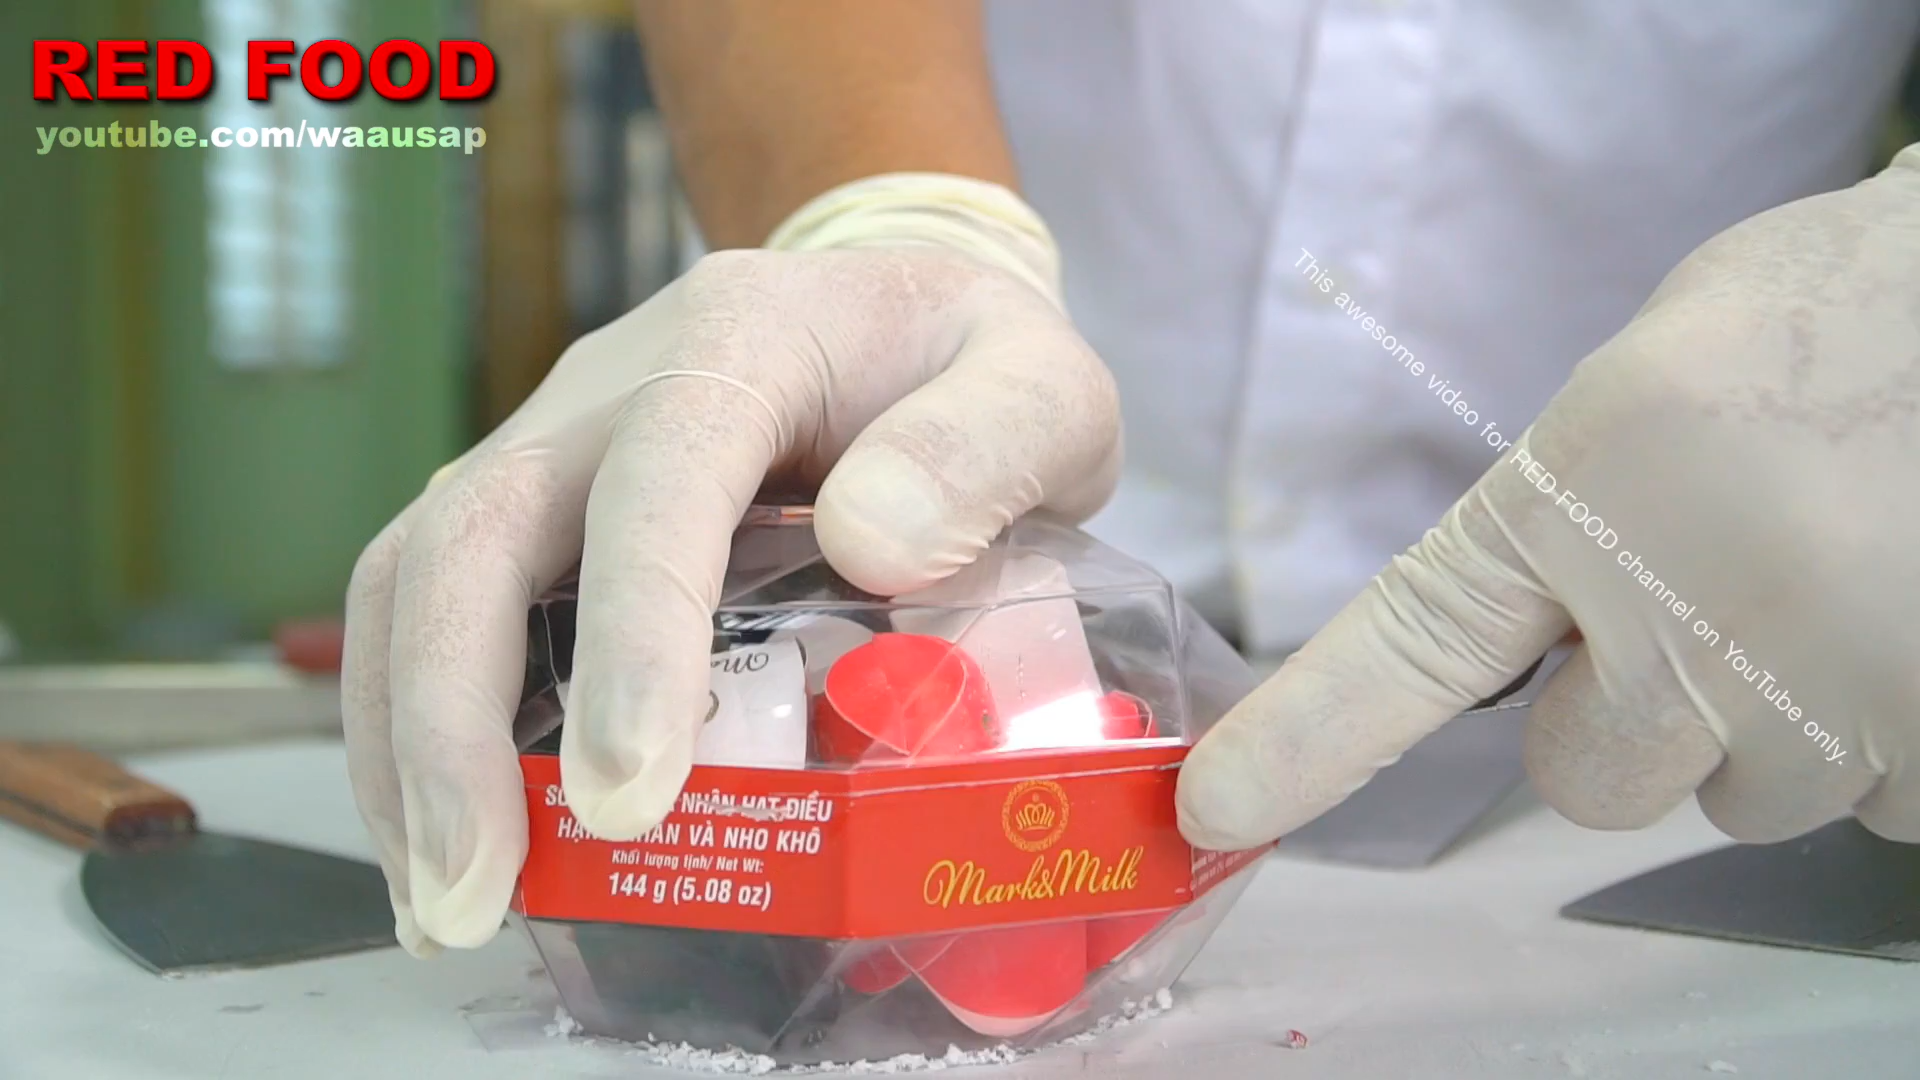 RED FOOD
youtube.com/waausap
This awesome video for RED FOOD channel on YouTube only.
NHÂN HẠT ĐIỀU
VÀ NHO KHÔ
Khối lượng tịnh/ Net Wt:
144 g (5.08 oz)
Mark&Milk